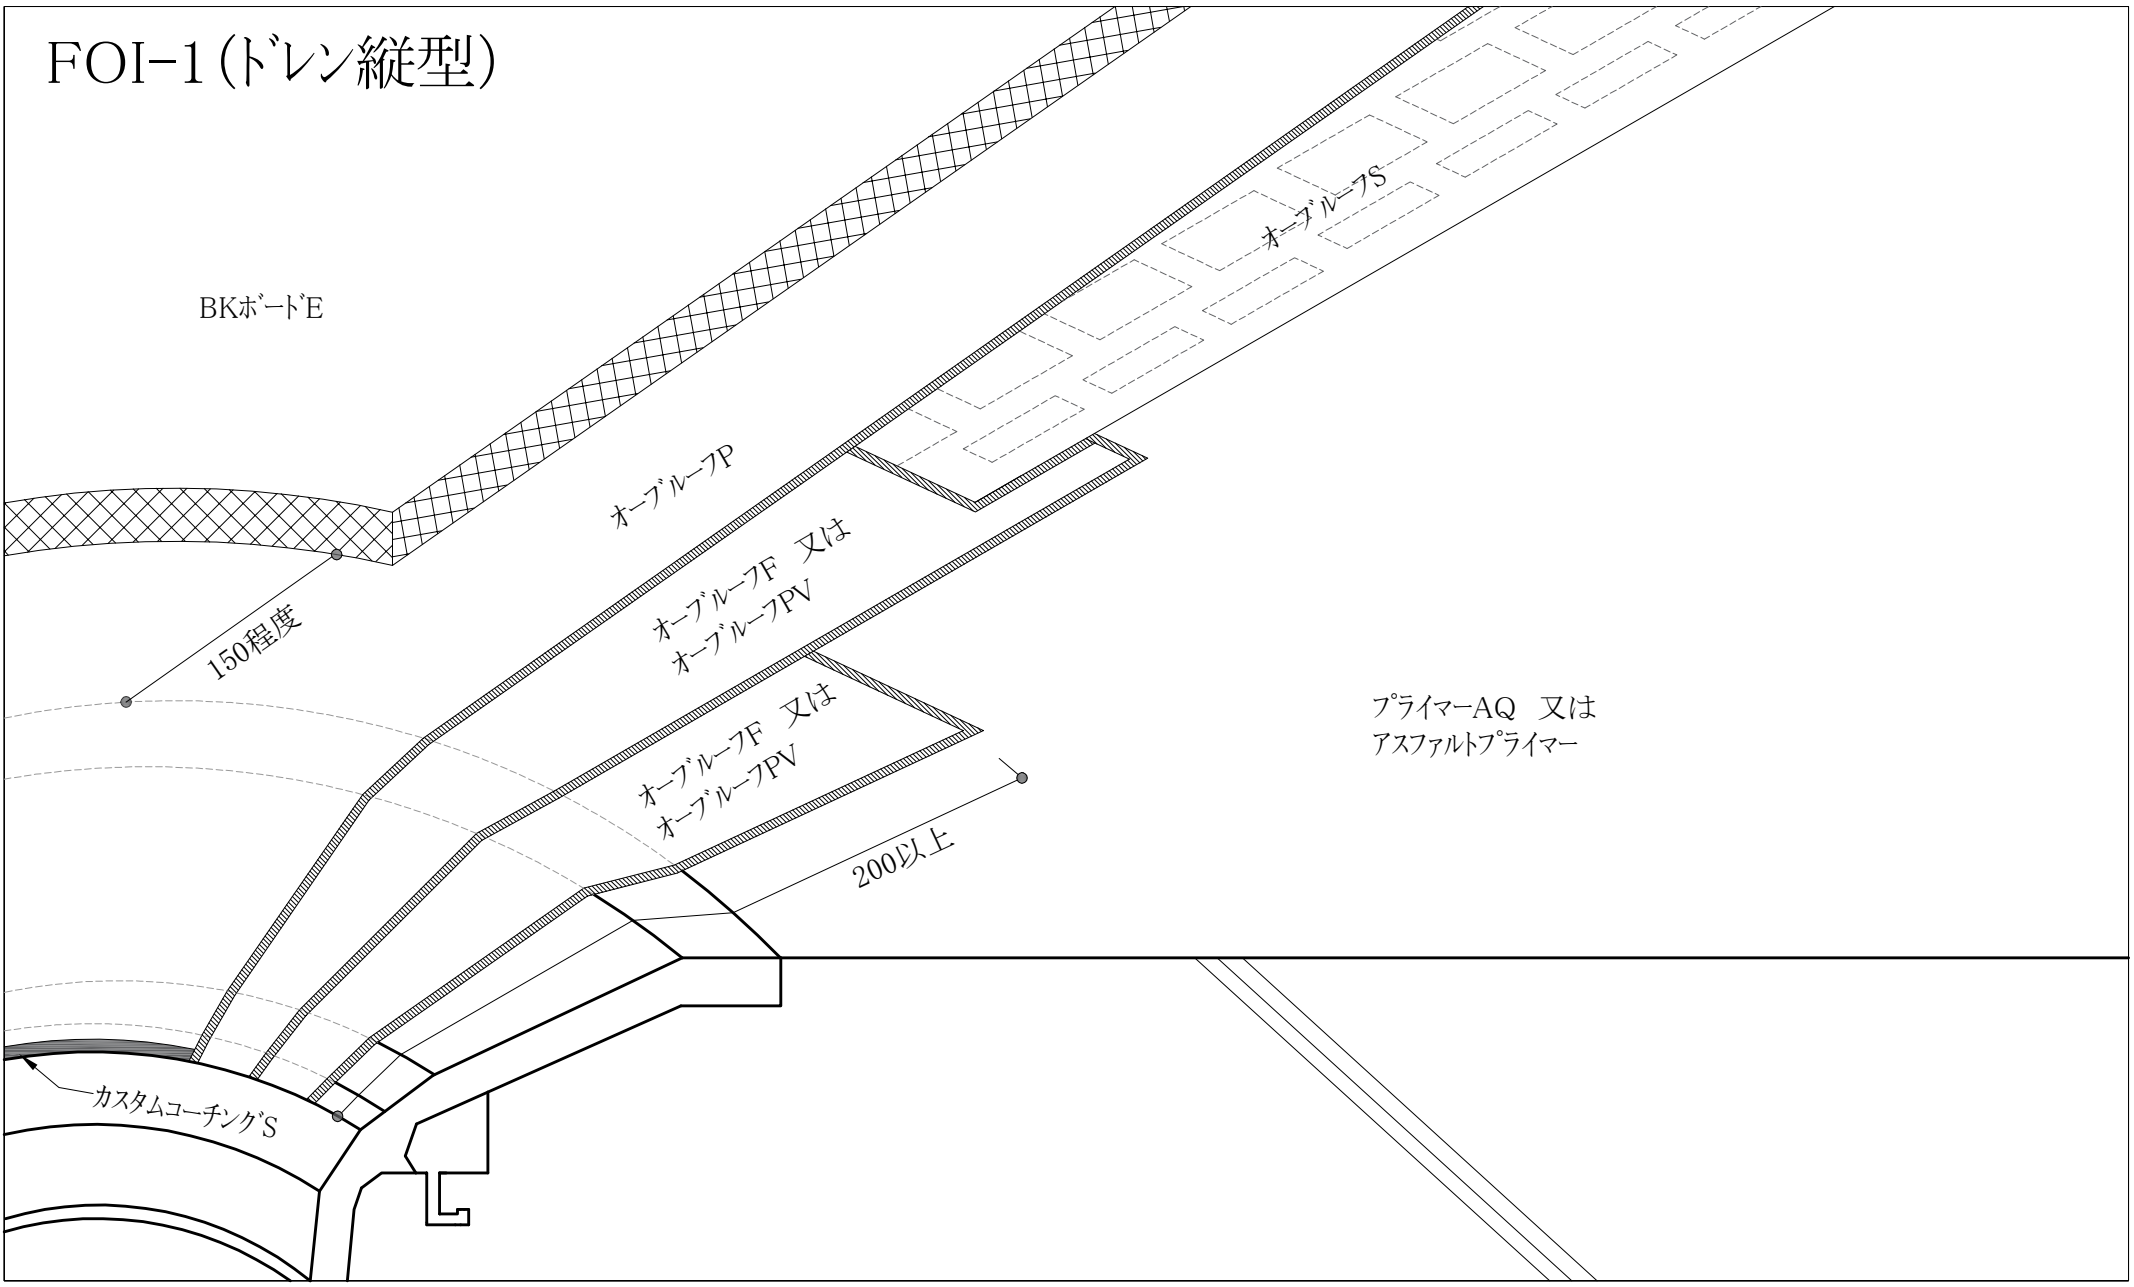 FOI-1(ドレン縦型)
オーブルーフS
BKボードE
オーブルーフP
オーブルーフF 又は
オーブルーフPV
150程度
オーブルーフF 又は
オーブルーフPV
プライマーAQ 又は
アスファルトプライマー
200以上
カスタムコーチングS